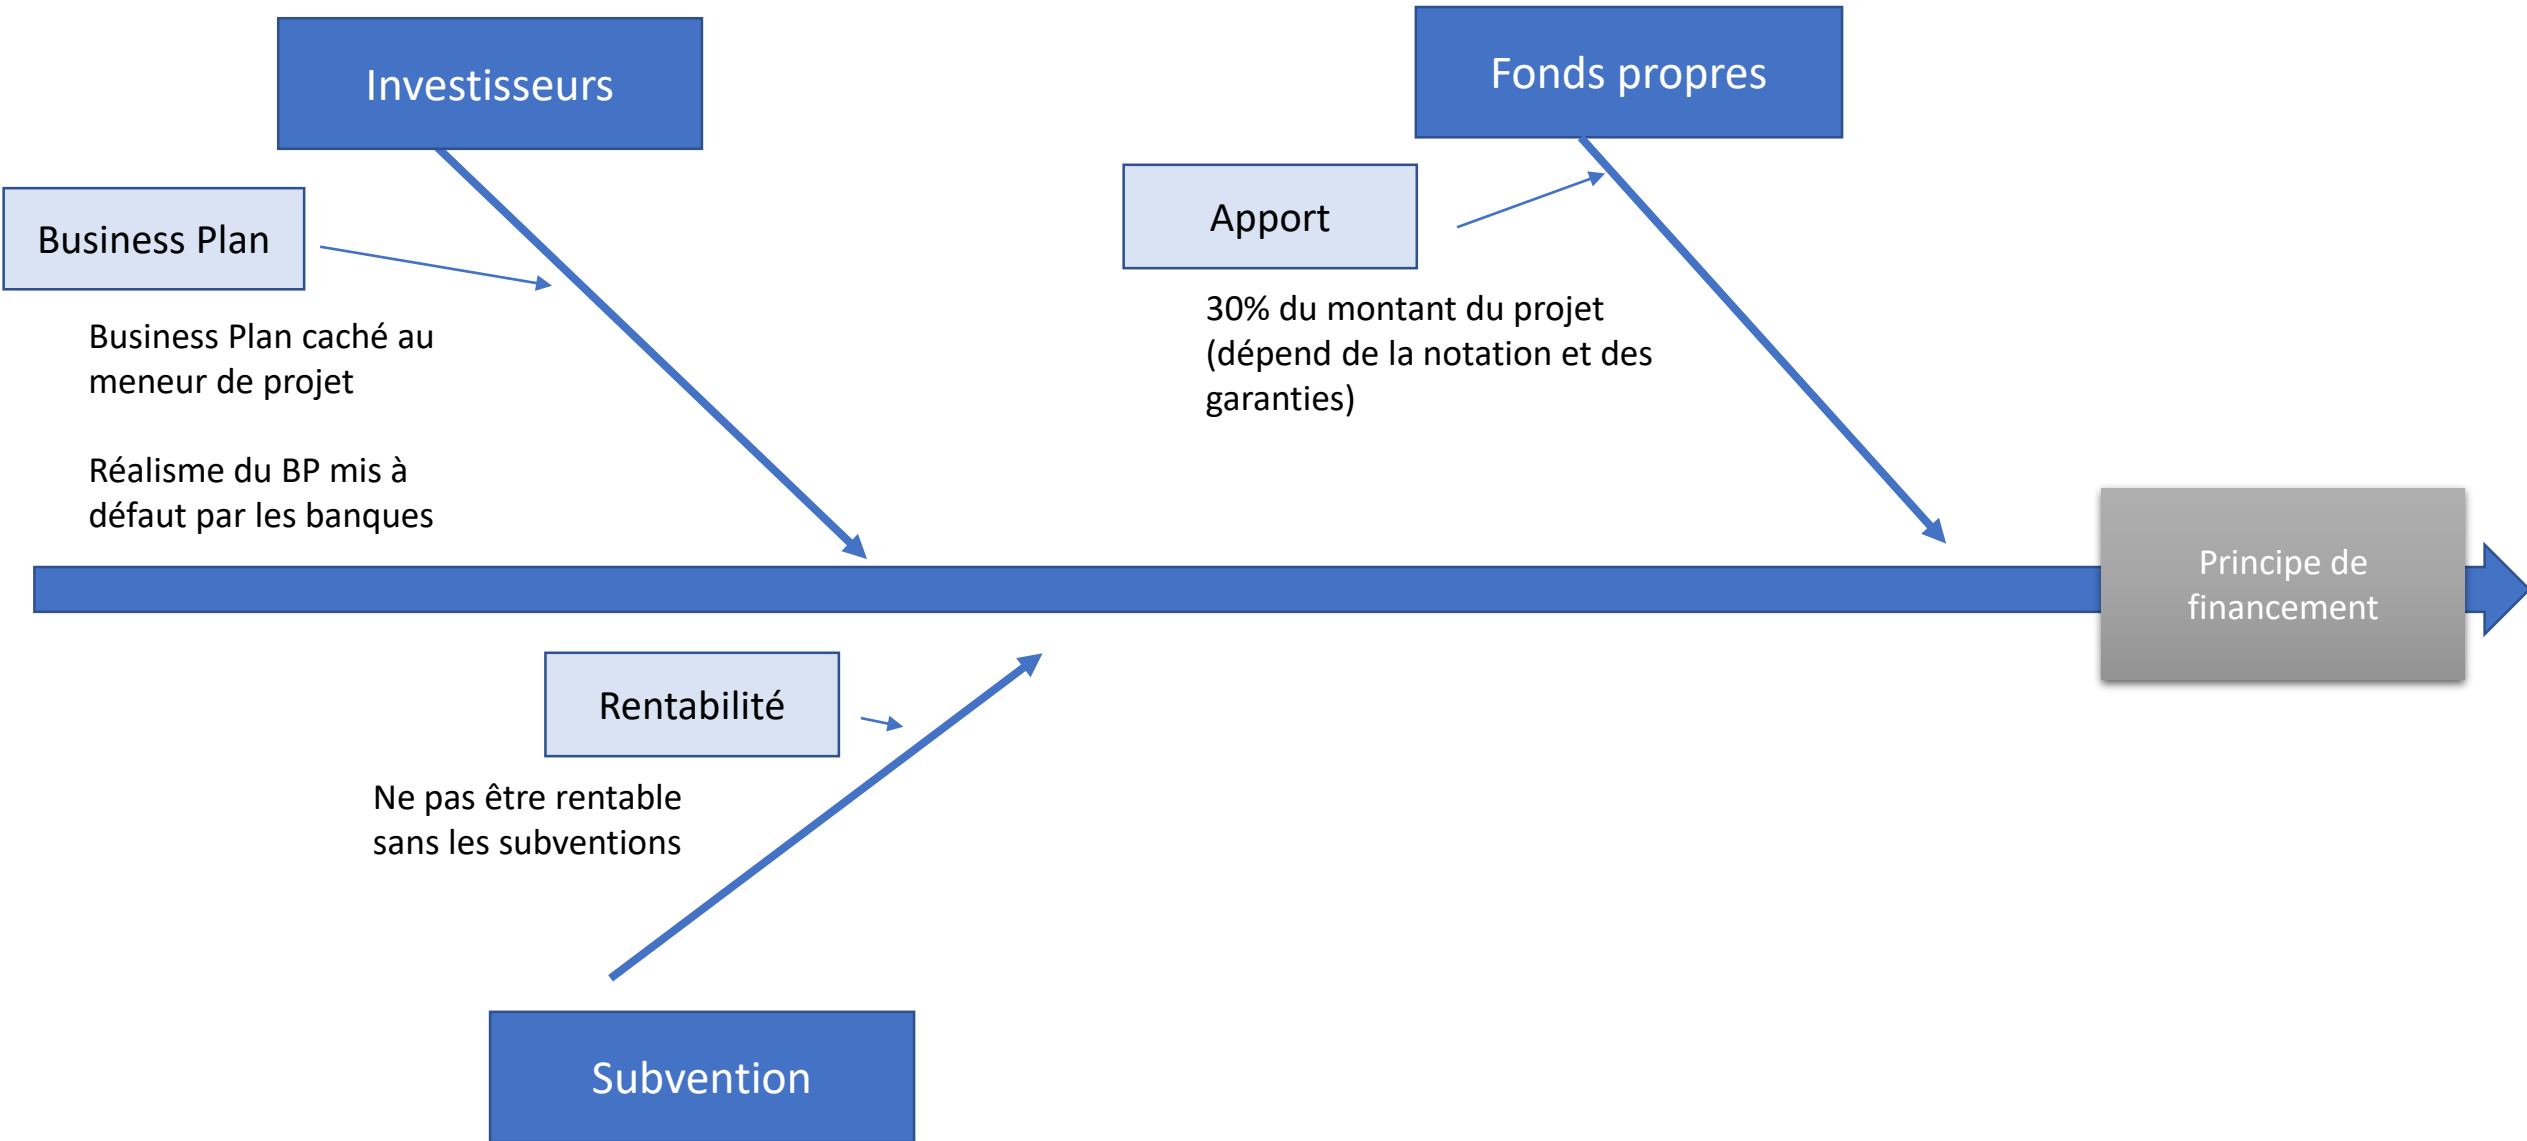 Investisseurs
Fonds propres
Business Plan
Apport
Business Plan caché au
meneur de projet
Réalisme du BP mis à
défaut par les banques
30% du montant du projet
(dépend de la notation et des
garanties)
Principe de
financement
Rentabilité
Ne pas être rentable
sans les subventions
Subvention